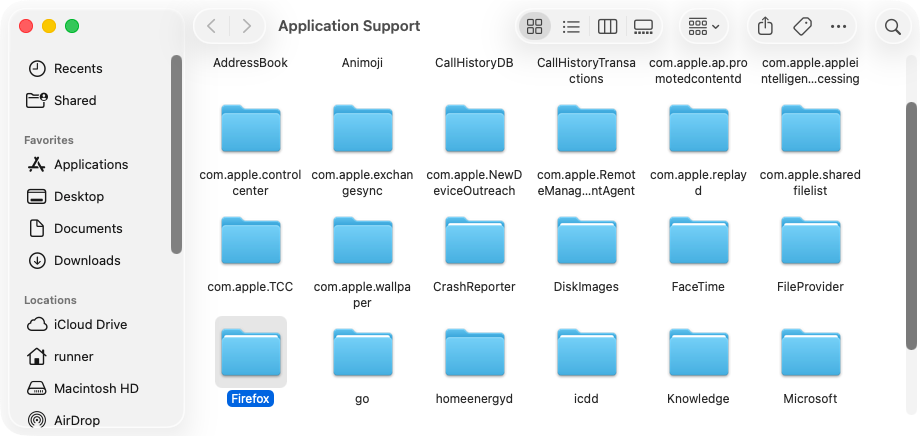 Application Support
Recents
Shared
Favorites
Applications
Desktop
Documents
Downloads
Locations
iCloud Drive
runner
Macintosh HD
AirDrop
AddressBook
Animoji
CallHistoryDB
CallHistoryTransa
ctions
com.apple.ap.pro
motedcontentd
com.apple.applei
ntelligen...cessing
com.apple.control
center
com.apple.exchan
gesync
com.apple.NewD
eviceOutreach
com.apple.Remot
eManag...ntAgent
com.apple.replay
d
com.apple.shared
filelist
com.apple.TCC
com.apple.wallpa
per
CrashReporter
DiskImages
FaceTime
FileProvider
Firefox
go
homeenergyd
icdd
Knowledge
Microsoft